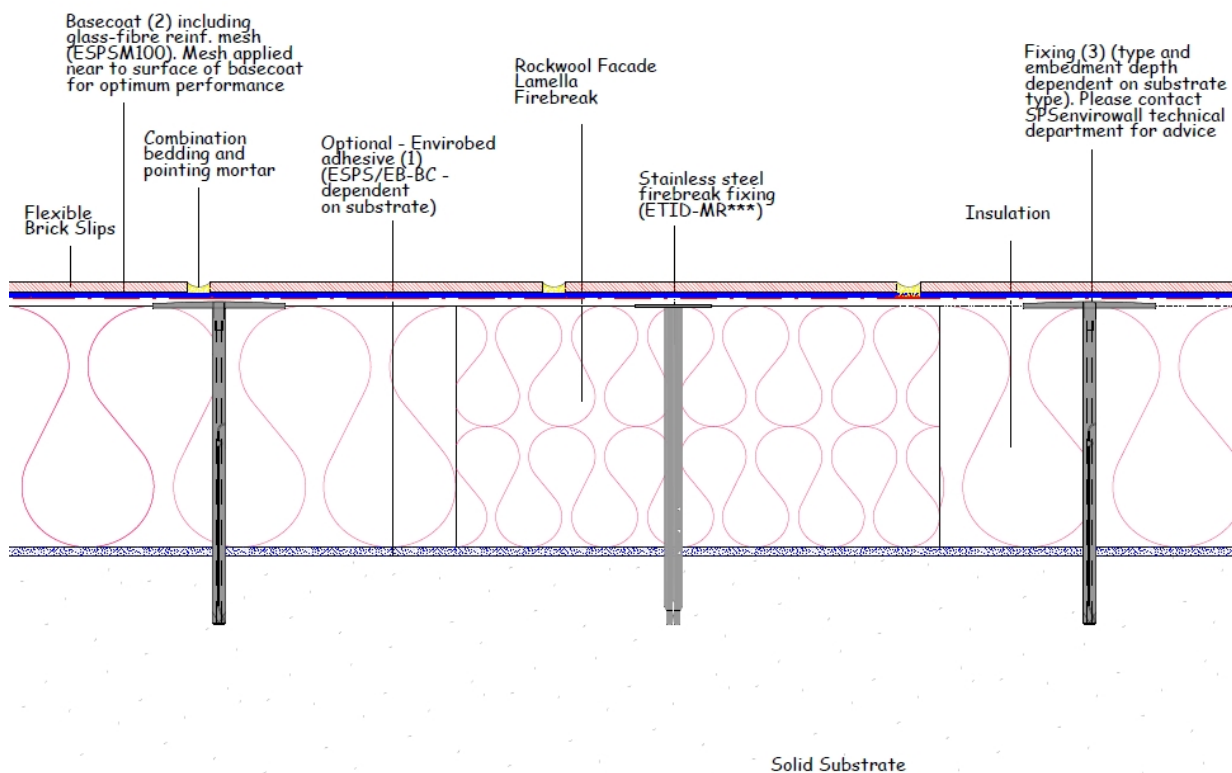 Basecoat (2) including
glass-fibre reinf. mesh
(ESPSM100). Mesh applied
near to surface of basecoat
for optimum performance
Combination
bedding and
pointing mortar
Flexible
Brick Slips
Optional - Envirobed
adhesive (1)
(ESPS/EB-BC -
dependent
on substrate)
Rockwool Facade
Lamella
Firebreak
Stainless steel
firebreak fixing
(ETID-MR***)
Insulation
Fixing (3) (type and
embedment depth
dependent on substrate
type). Please contact
SPSenvirowall technical
department for advice
Solid Substrate